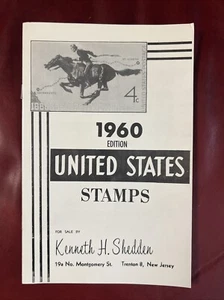 4c
1960
EDITION
UNITED STATES
STAMPS
FOR SALE BY
Kenneth H. Shedden
19a No. Montgomery St. Trenton 8, New Jersey